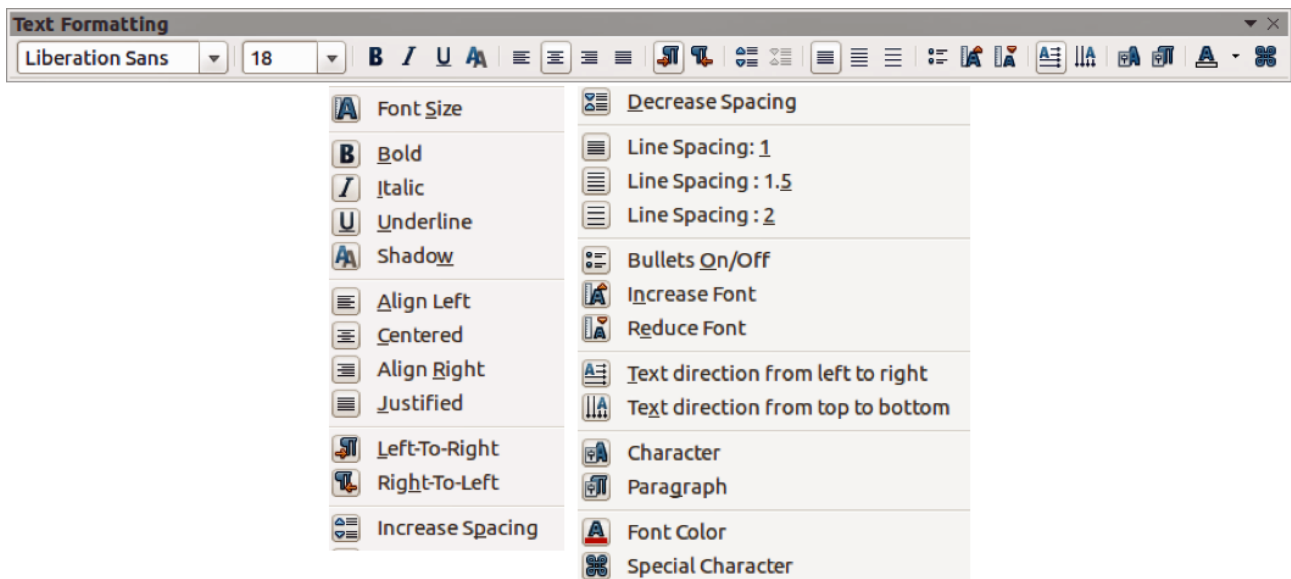 Text Formatting
Liberation Sans 18
Font Size
Bold
Italic
Underline
Shadow
Align Left
Centered
Align Right
Justified
Left-To-Right
Right-To-Left
Increase Spacing
Decrease Spacing
Line Spacing: 1
Line Spacing : 1.5
Line Spacing : 2
Bullets On/Off
Increase Font
Reduce Font
Text direction from left to right
Text direction from top to bottom
Character
Paragraph
Font Color
Special Character